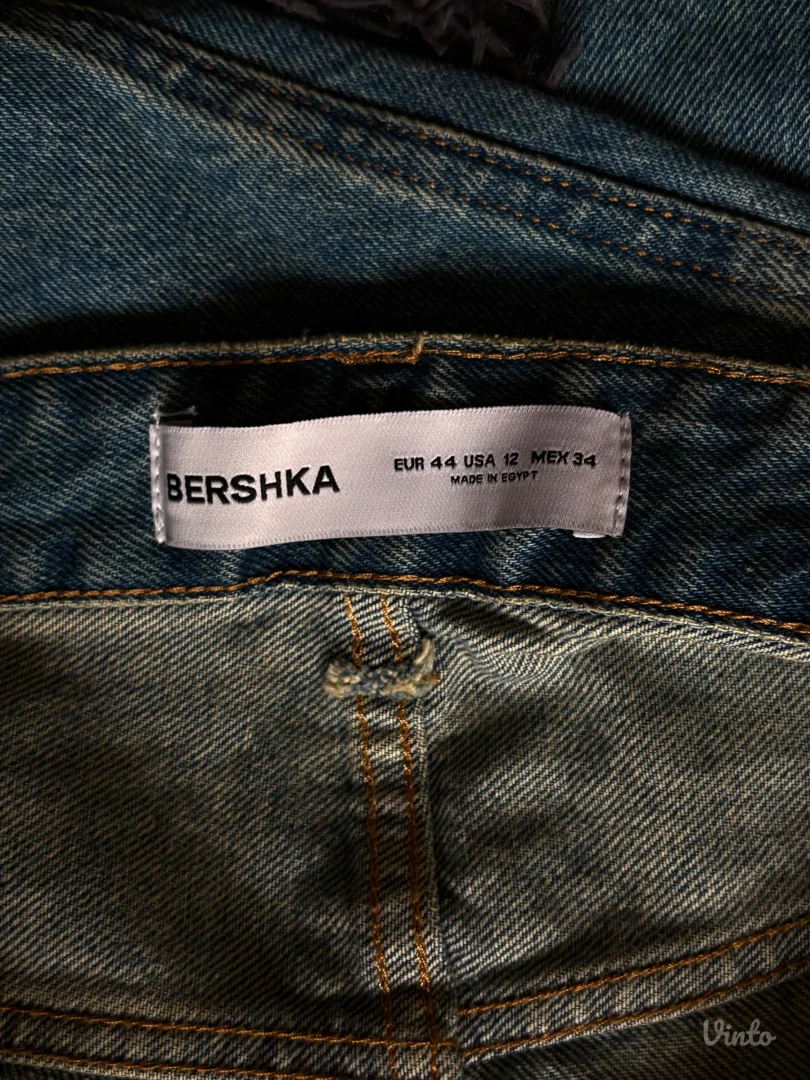 BERSHKA
EUR 44 USA 12 MEX 34
MADE IN EGYPT
Vinto